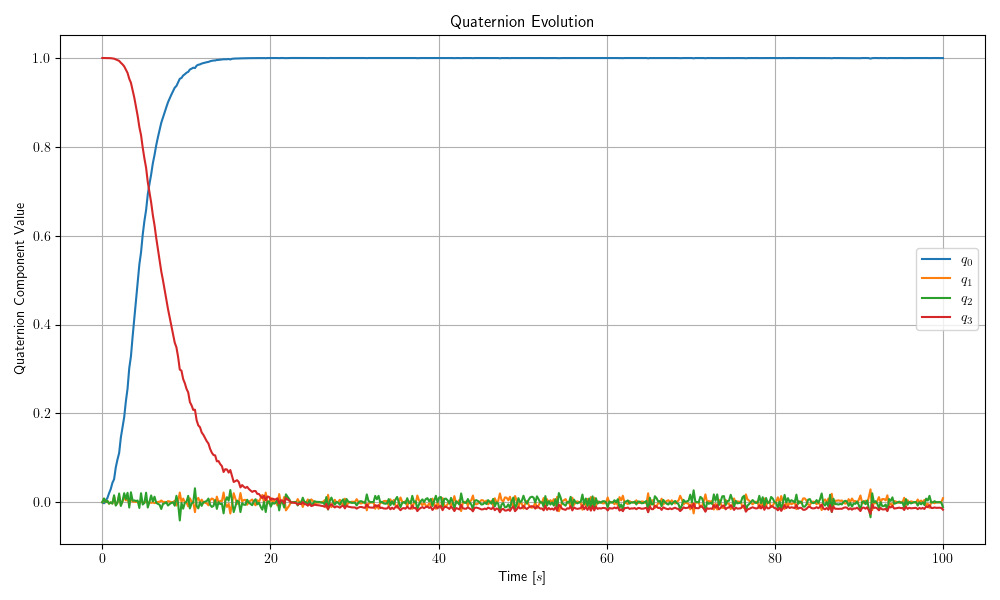 Quaternion Evolution
Quaternion Component Value
1.0
0.8
0.6
0.4
0.2
0.0
q₀
q₁
q₂
q₃
0 20 40 60 80 100
Time [s]